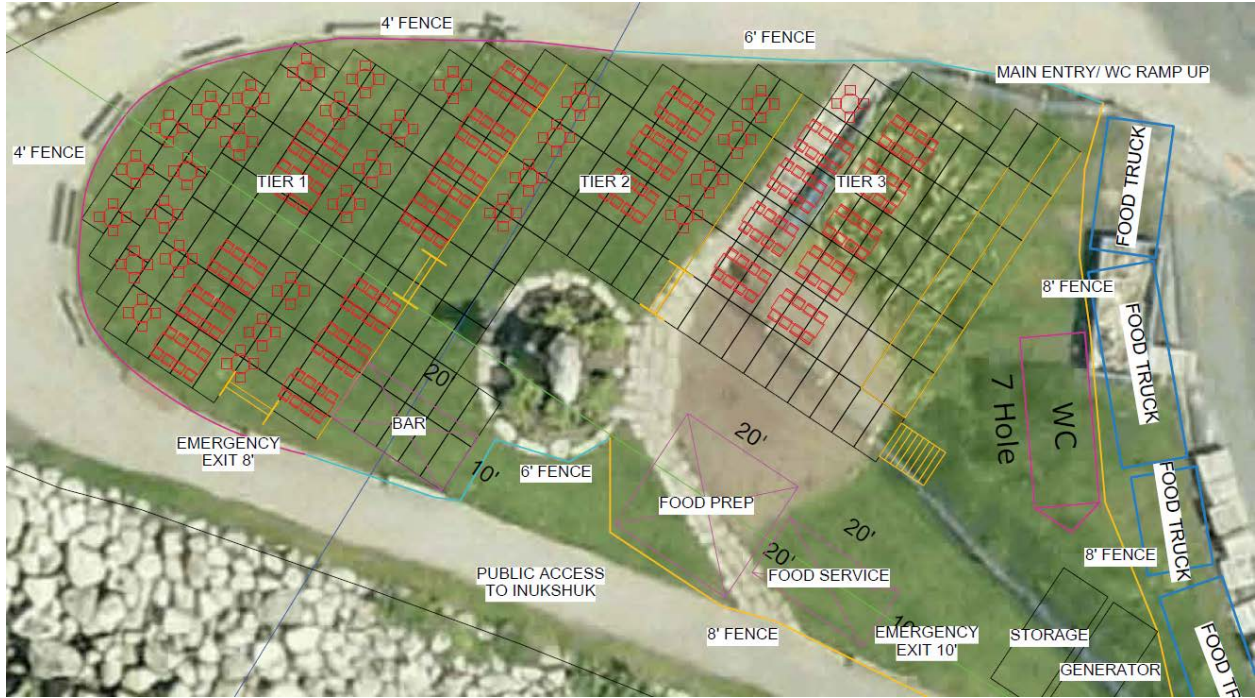 4' FENCE
6' FENCE
MAIN ENTRY/ WC RAMP UP
4' FENCE
TIER 1
TIER 2
TIER 3
FOOD TRUCK
8' FENCE
FOOD TRUCK
20'
BAR
7 Hole
WC
EMERGENCY
EXIT 8'
10'
6' FENCE
20'
FOOD PREP
FOOD TRUCK
20'
20'
FOOD SERVICE
8' FENCE
PUBLIC ACCESS
TO INUKSHUK
8' FENCE
EMERGENCY
EXIT 10'
STORAGE
GENERATOR
FOOD TR